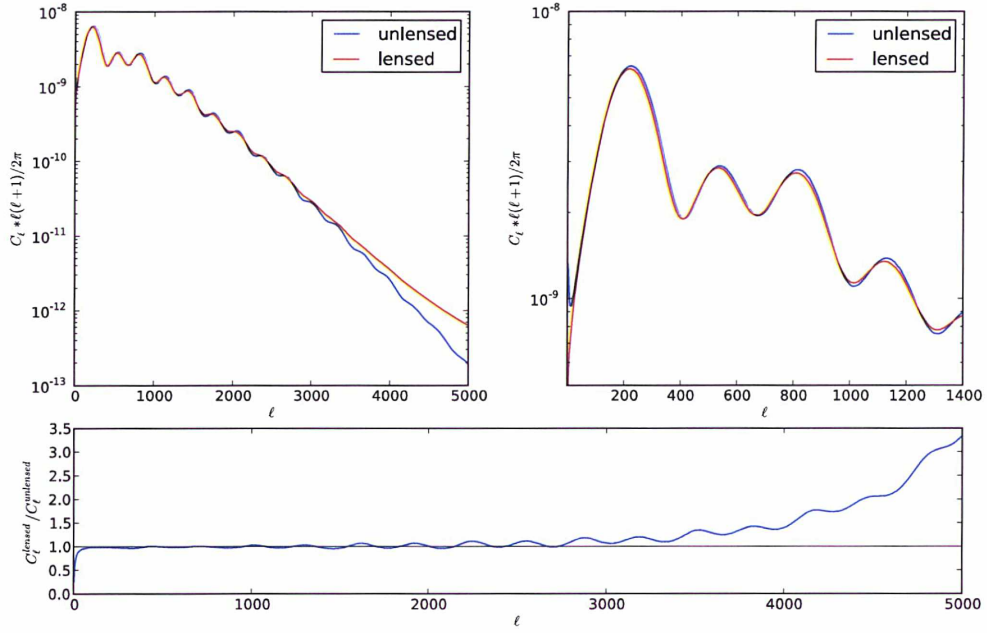 10⁻⁸
10⁻⁹
10⁻¹⁰
10⁻¹¹
10⁻¹²
10⁻¹³
C_ℓ * ℓ(ℓ+1)/2π
unlensed
lensed
0 1000 2000 3000 4000 5000
ℓ
10⁻⁸
10⁻⁹
C_ℓ * ℓ(ℓ+1)/2π
unlensed
lensed
200 400 600 800 1000 1200 1400
ℓ
3.5
3.0
2.5
2.0
1.5
1.0
0.5
0.0
C_ℓ^lensed / C_ℓ^unlensed
0 1000 2000 3000 4000 5000
ℓ